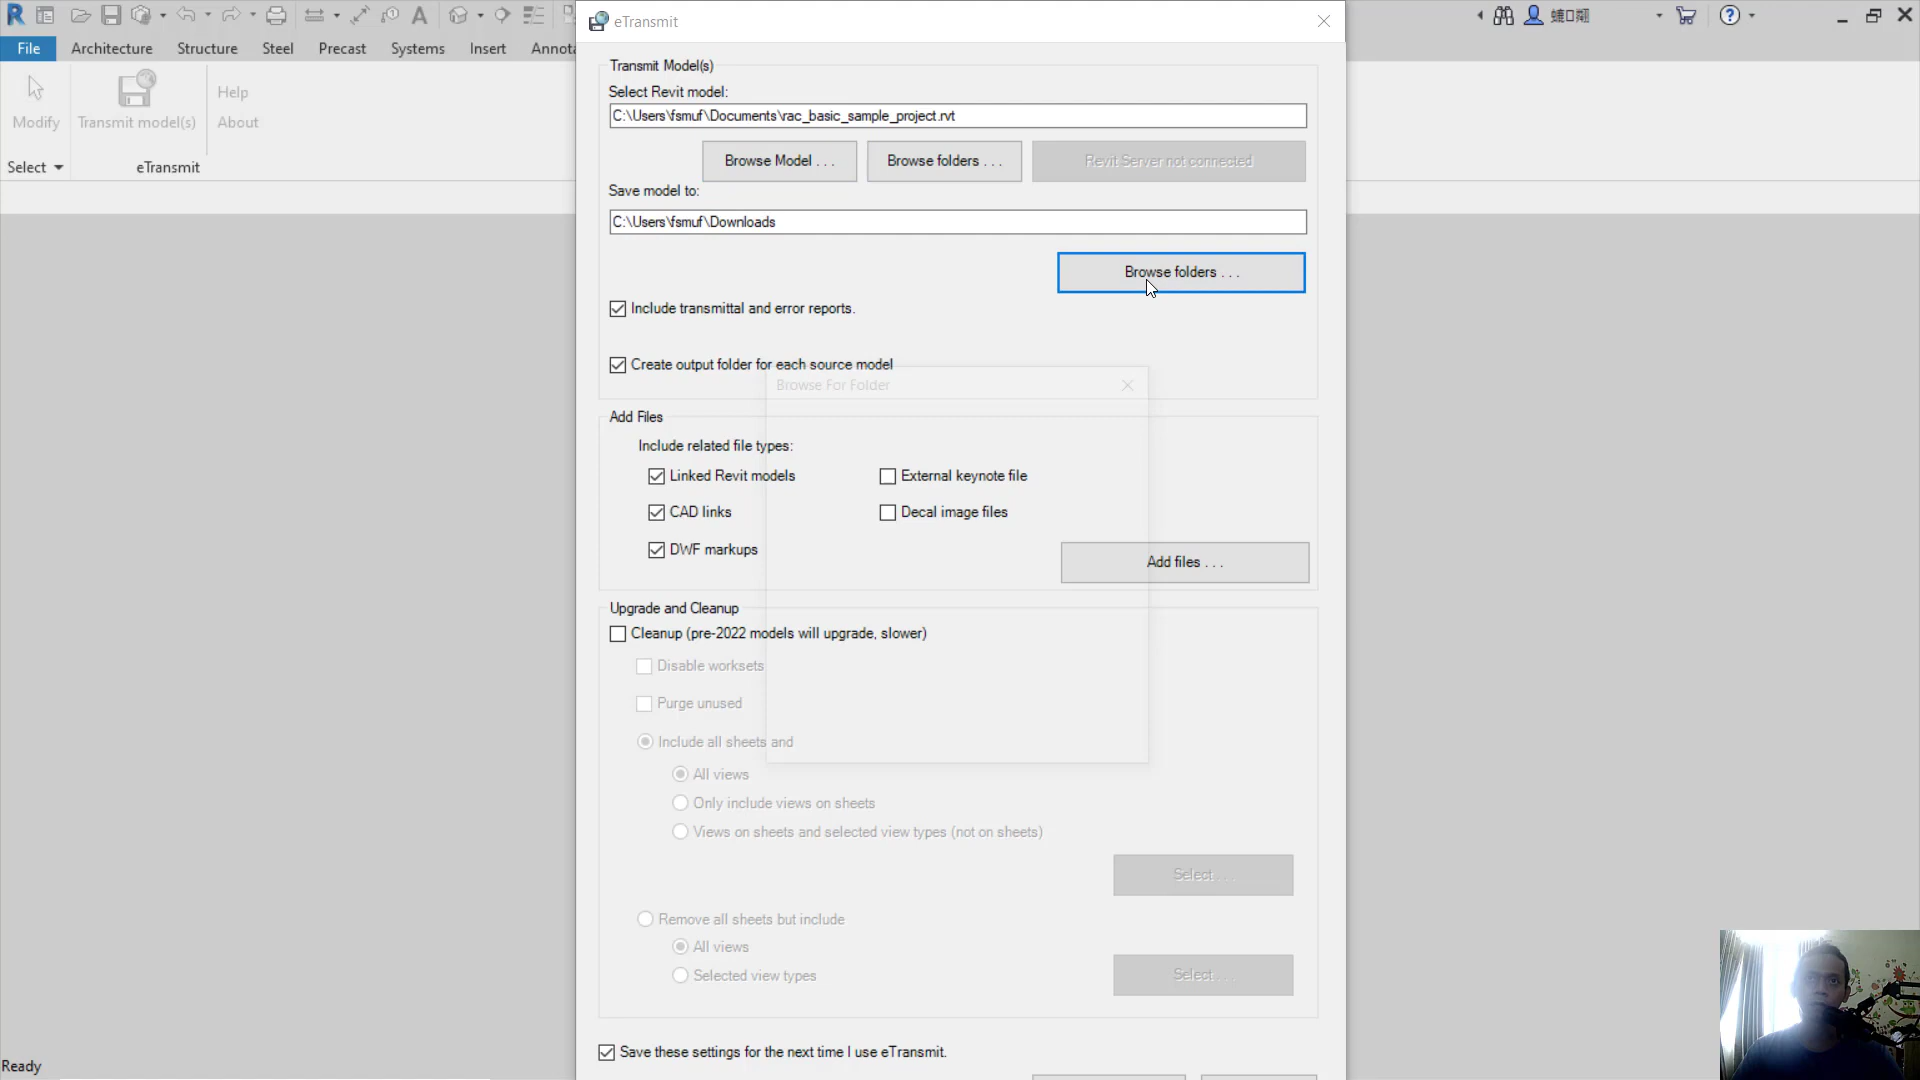 eTransmit
File Architecture Structure Steel Precast Systems Insert
Modify
Transmit model(s)
Help
About
Select
eTransmit
Transmit Model(s)
Select Revit model:
C:\Users\fsmuf\Documents\rac_basic_sample_project.rvt
Browse Model . . .
Browse folders . . .
Revit Server not connected
Save model to:
C:\Users\fsmuf\Downloads
Browse folders . . .
Include transmittal and error reports.
Create output folder for each source model
Browse For Folder
Add Files
Include related file types:
Linked Revit models
External keynote file
CAD links
Decal image files
DWF markups
Add files . . .
Upgrade and Cleanup
Cleanup (pre-2022 models will upgrade, slower)
Disable worksets
Purge unused
Include all sheets and
All views
Only include views on sheets
Views on sheets and selected view types (not on sheets)
Select . . .
Remove all sheets but include
All views
Selected view types
Select . . .
Save these settings for the next time I use eTransmit.
Ready